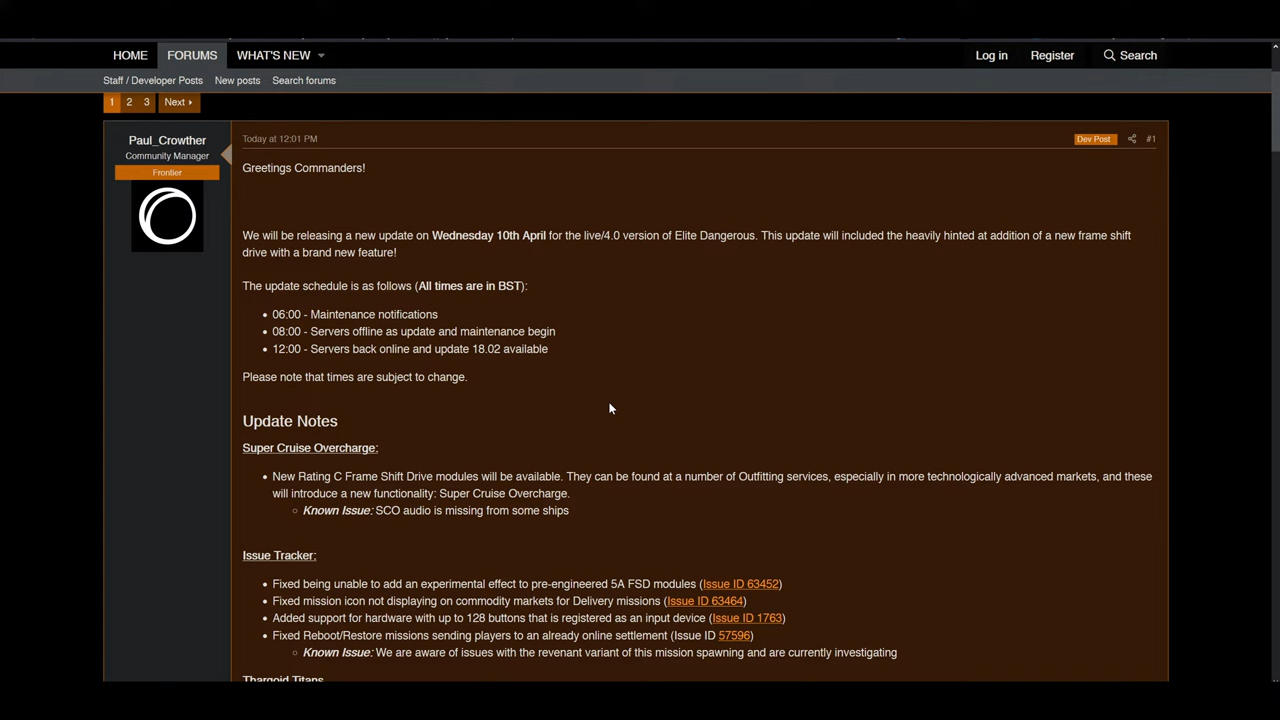 HOME FORUMS WHAT'S NEW Log in Register Search
Staff / Developer Posts New posts Search forums
1 2 3 Next
Paul_Crowther
Community Manager
Frontier
Today at 12:01 PM Dev Post #1
Greetings Commanders!
We will be releasing a new update on Wednesday 10th April for the live/4.0 version of Elite Dangerous. This update will included the heavily hinted at addition of a new frame shift
drive with a brand new feature!
The update schedule is as follows (All times are in BST):
• 06:00 - Maintenance notifications
• 08:00 - Servers offline as update and maintenance begin
• 12:00 - Servers back online and update 18.02 available
Please note that times are subject to change.
Update Notes
Super Cruise Overcharge:
• New Rating C Frame Shift Drive modules will be available. They can be found at a number of Outfitting services, especially in more technologically advanced markets, and these
will introduce a new functionality: Super Cruise Overcharge.
○ Known Issue: SCO audio is missing from some ships
Issue Tracker:
• Fixed being unable to add an experimental effect to pre-engineered 5A FSD modules (Issue ID 63452)
• Fixed mission icon not displaying on commodity markets for Delivery missions (Issue ID 63464)
• Added support for hardware with up to 128 buttons that is registered as an input device (Issue ID 1763)
• Fixed Reboot/Restore missions sending players to an already online settlement (Issue ID 57596)
○ Known Issue: We are aware of issues with the revenant variant of this mission spawning and are currently investigating
Thargoid Titans